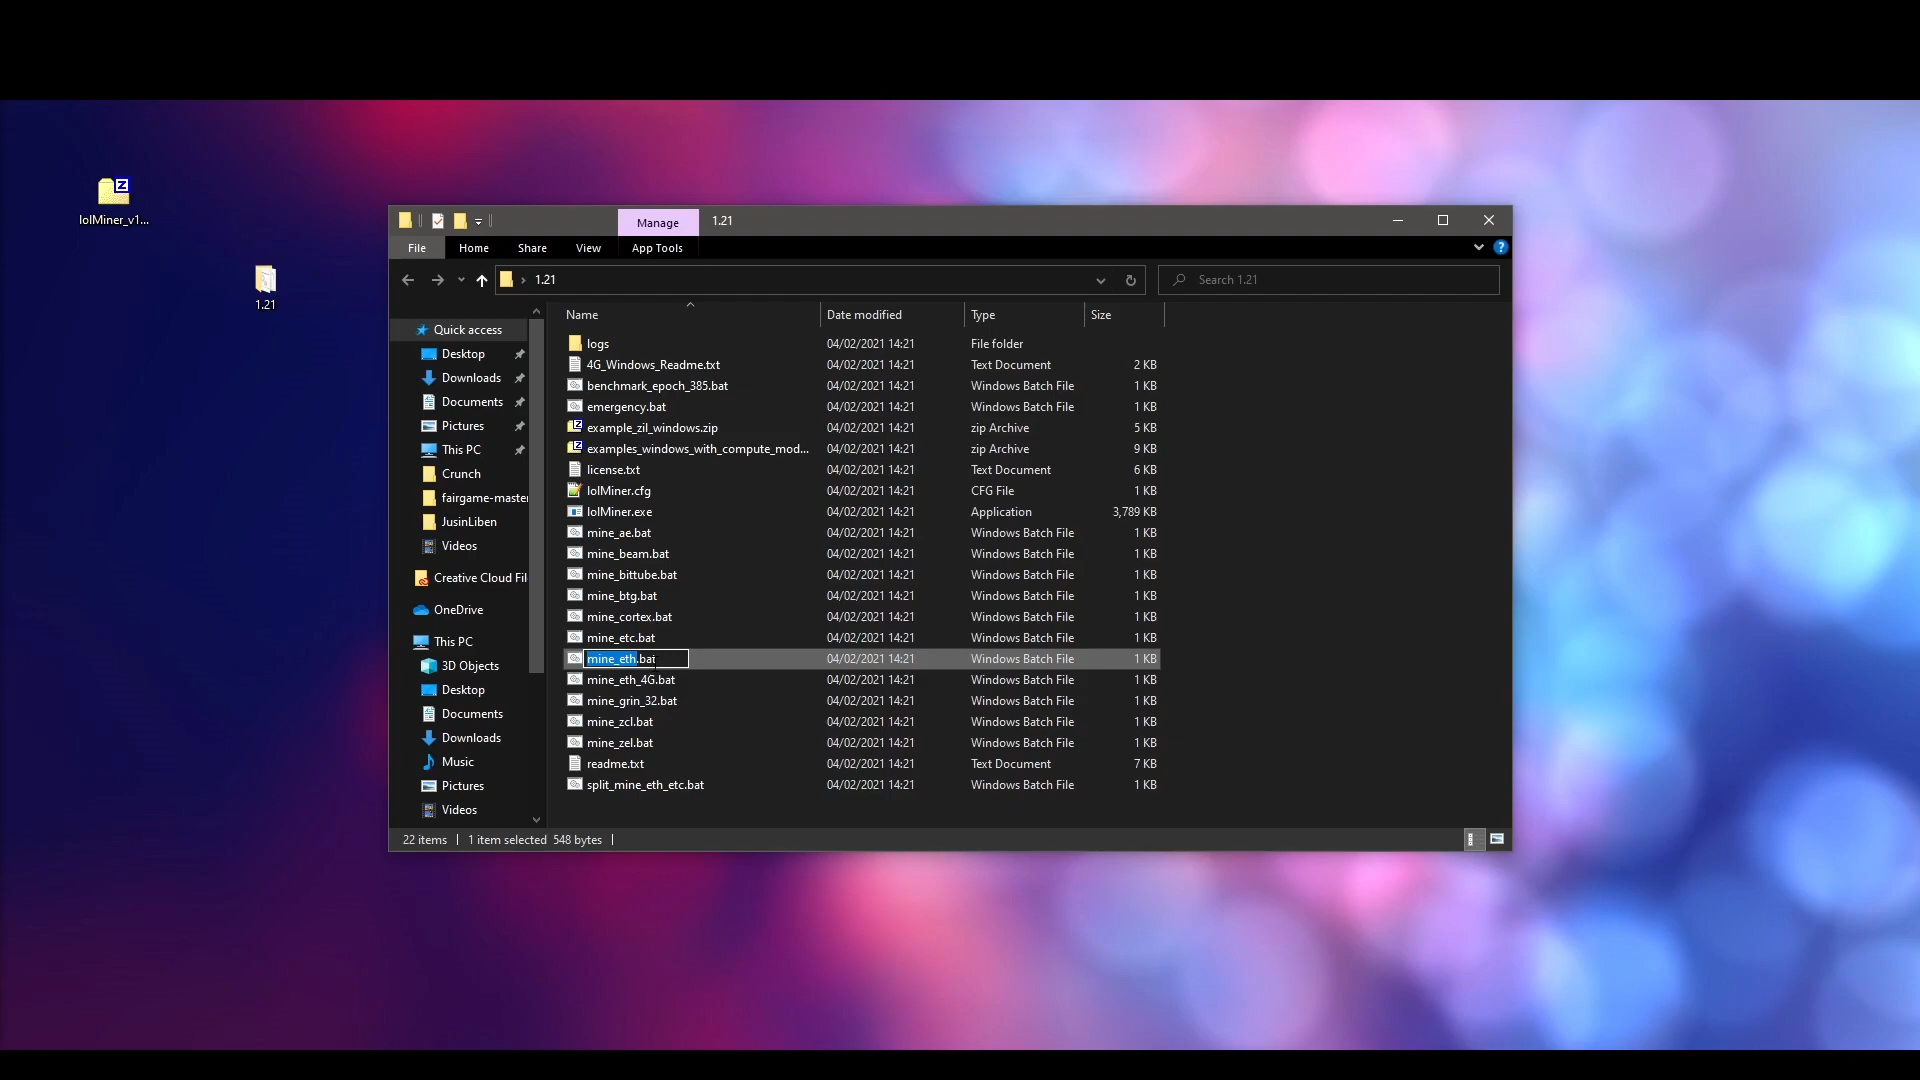 lolMiner_v1...
1.21
Manage
1.21
File Home Share View App Tools
1.21
Search 1.21
Name Date modified Type Size
Quick access
Desktop
Downloads
Documents
Pictures
This PC
Crunch
fairgame-master
JusinLiben
Videos
Creative Cloud Fil
OneDrive
This PC
3D Objects
Desktop
Documents
Downloads
Music
Pictures
Videos
logs 04/02/2021 14:21 File folder
4G_Windows_Readme.txt 04/02/2021 14:21 Text Document 2 KB
benchmark_epoch_385.bat 04/02/2021 14:21 Windows Batch File 1 KB
emergency.bat 04/02/2021 14:21 Windows Batch File 1 KB
example_zil_windows.zip 04/02/2021 14:21 zip Archive 5 KB
examples_windows_with_compute_mod... 04/02/2021 14:21 zip Archive 9 KB
license.txt 04/02/2021 14:21 Text Document 6 KB
lolMiner.cfg 04/02/2021 14:21 CFG File 1 KB
lolMiner.exe 04/02/2021 14:21 Application 3,789 KB
mine_ae.bat 04/02/2021 14:21 Windows Batch File 1 KB
mine_beam.bat 04/02/2021 14:21 Windows Batch File 1 KB
mine_bittube.bat 04/02/2021 14:21 Windows Batch File 1 KB
mine_btg.bat 04/02/2021 14:21 Windows Batch File 1 KB
mine_cortex.bat 04/02/2021 14:21 Windows Batch File 1 KB
mine_etc.bat 04/02/2021 14:21 Windows Batch File 1 KB
mine_eth.bat 04/02/2021 14:21 Windows Batch File 1 KB
mine_eth_4G.bat 04/02/2021 14:21 Windows Batch File 1 KB
mine_grin_32.bat 04/02/2021 14:21 Windows Batch File 1 KB
mine_zcl.bat 04/02/2021 14:21 Windows Batch File 1 KB
mine_zel.bat 04/02/2021 14:21 Windows Batch File 1 KB
readme.txt 04/02/2021 14:21 Text Document 7 KB
split_mine_eth_etc.bat 04/02/2021 14:21 Windows Batch File 1 KB
22 items 1 item selected 548 bytes